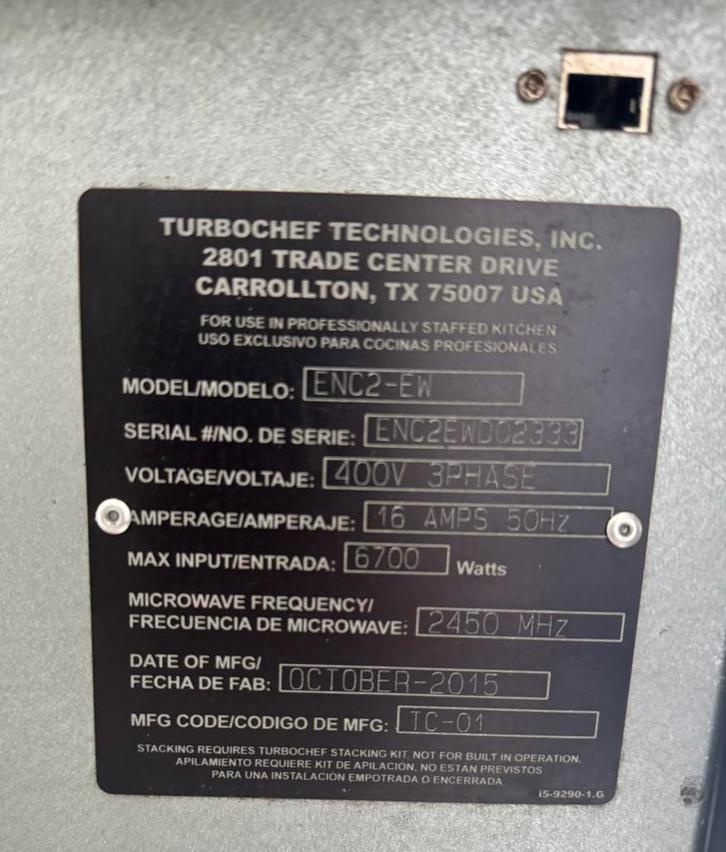 TURBOCHEF TECHNOLOGIES, INC.
2801 TRADE CENTER DRIVE
CARROLLTON, TX 75007 USA
FOR USE IN PROFESSIONALLY STAFFED KITCHEN
USO EXCLUSIVO PARA COCINAS PROFESIONALES
MODEL/MODELO: ENC2-EW
SERIAL #/NO. DE SERIE: ENC2EWD02333
VOLTAGE/VOLTAJE: 400V 3PHASE
AMPERAGE/AMPERAJE: 16 AMPS 50Hz
MAX INPUT/ENTRADA: 6700 Watts
MICROWAVE FREQUENCY/
FRECUENCIA DE MICROWAVE: 2450 MHz
DATE OF MFG/
FECHA DE FAB: OCTOBER-2015
MFG CODE/CODIGO DE MFG: TC-01
STACKING REQUIRES TURBOCHEF STACKING KIT. NOT FOR BUILT IN OPERATION.
APILAMIENTO REQUIERE KIT DE APILACIÓN, NO ESTAN PREVISTOS
PARA UNA INSTALACIÓN EMPOTRADA O ENCERRADA.
i5-9290-1.G